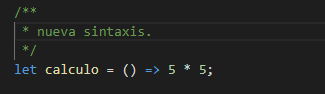 /**
* nueva sintaxis.
*/
let calculo = () => 5 * 5;